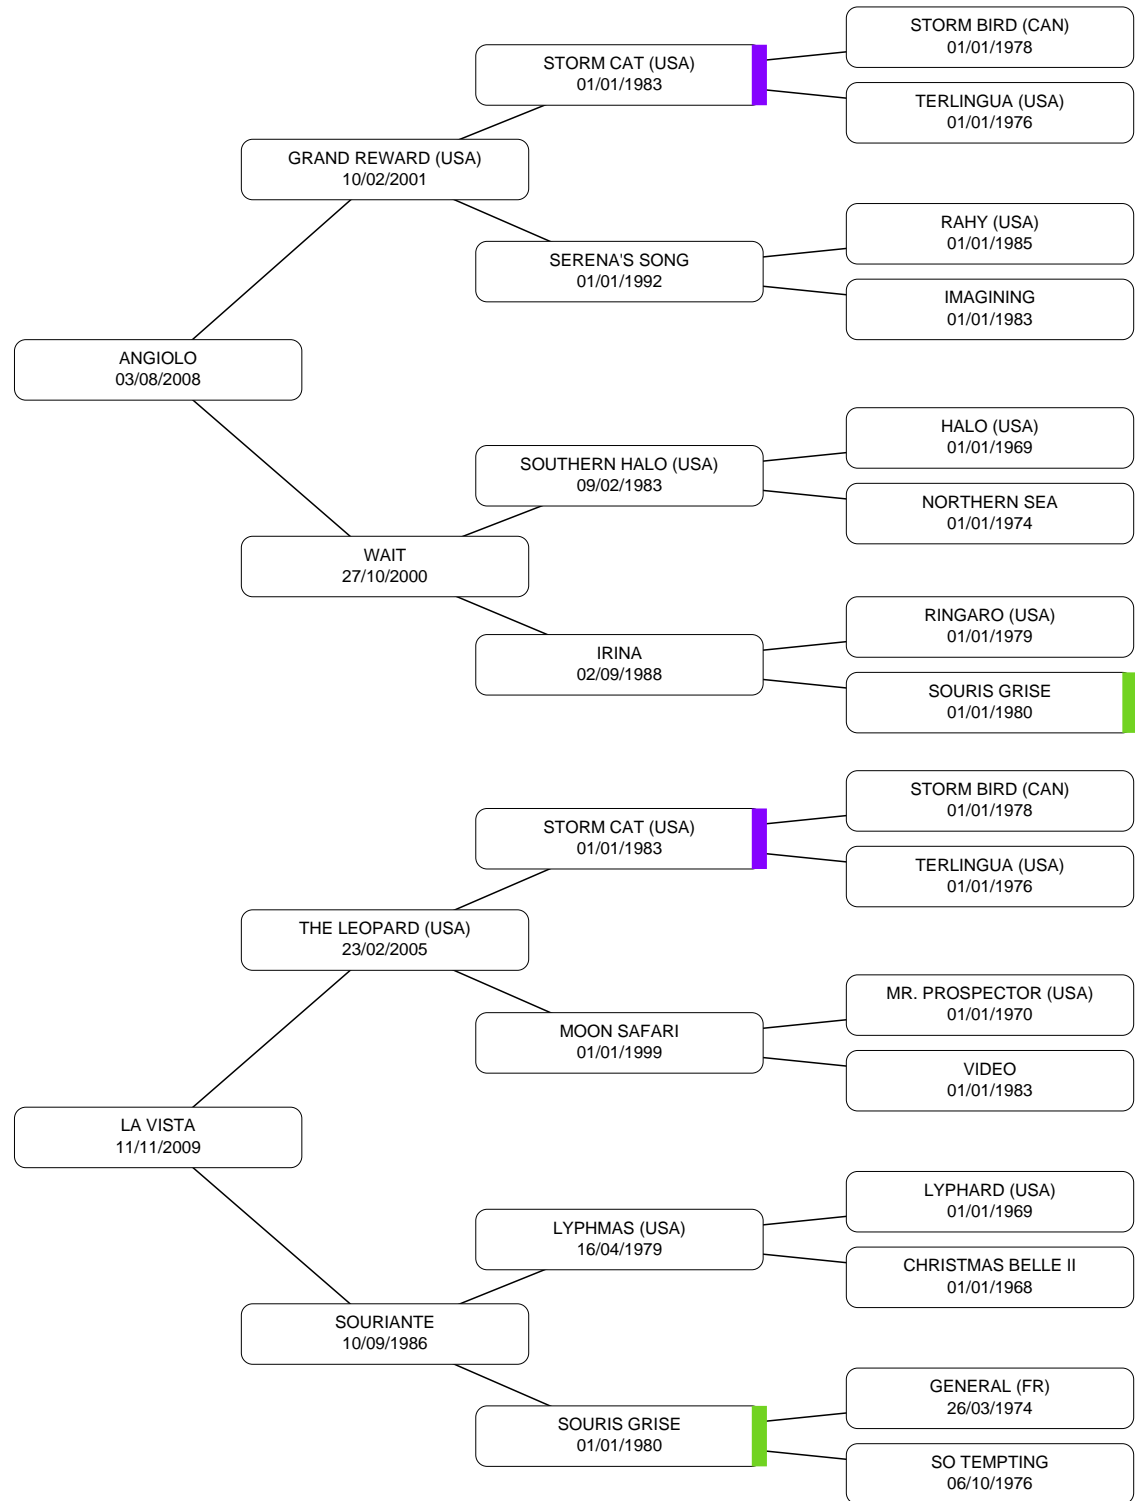 STORM BIRD (CAN)
01/01/1978
STORM CAT (USA)
01/01/1983
TERLINGUA (USA)
01/01/1976
GRAND REWARD (USA)
10/02/2001
RAHY (USA)
01/01/1985
SERENA'S SONG
01/01/1992
IMAGINING
01/01/1983
ANGIOLO
03/08/2008
HALO (USA)
01/01/1969
SOUTHERN HALO (USA)
09/02/1983
NORTHERN SEA
01/01/1974
WAIT
27/10/2000
RINGARO (USA)
01/01/1979
IRINA
02/09/1988
SOURIS GRISE
01/01/1980
STORM BIRD (CAN)
01/01/1978
STORM CAT (USA)
01/01/1983
TERLINGUA (USA)
01/01/1976
THE LEOPARD (USA)
23/02/2005
MR. PROSPECTOR (USA)
01/01/1970
MOON SAFARI
01/01/1999
VIDEO
01/01/1983
LA VISTA
11/11/2009
LYPHARD (USA)
01/01/1969
LYPHMAS (USA)
16/04/1979
CHRISTMAS BELLE II
01/01/1968
SOURIANTE
10/09/1986
GENERAL (FR)
26/03/1974
SOURIS GRISE
01/01/1980
SO TEMPTING
06/10/1976